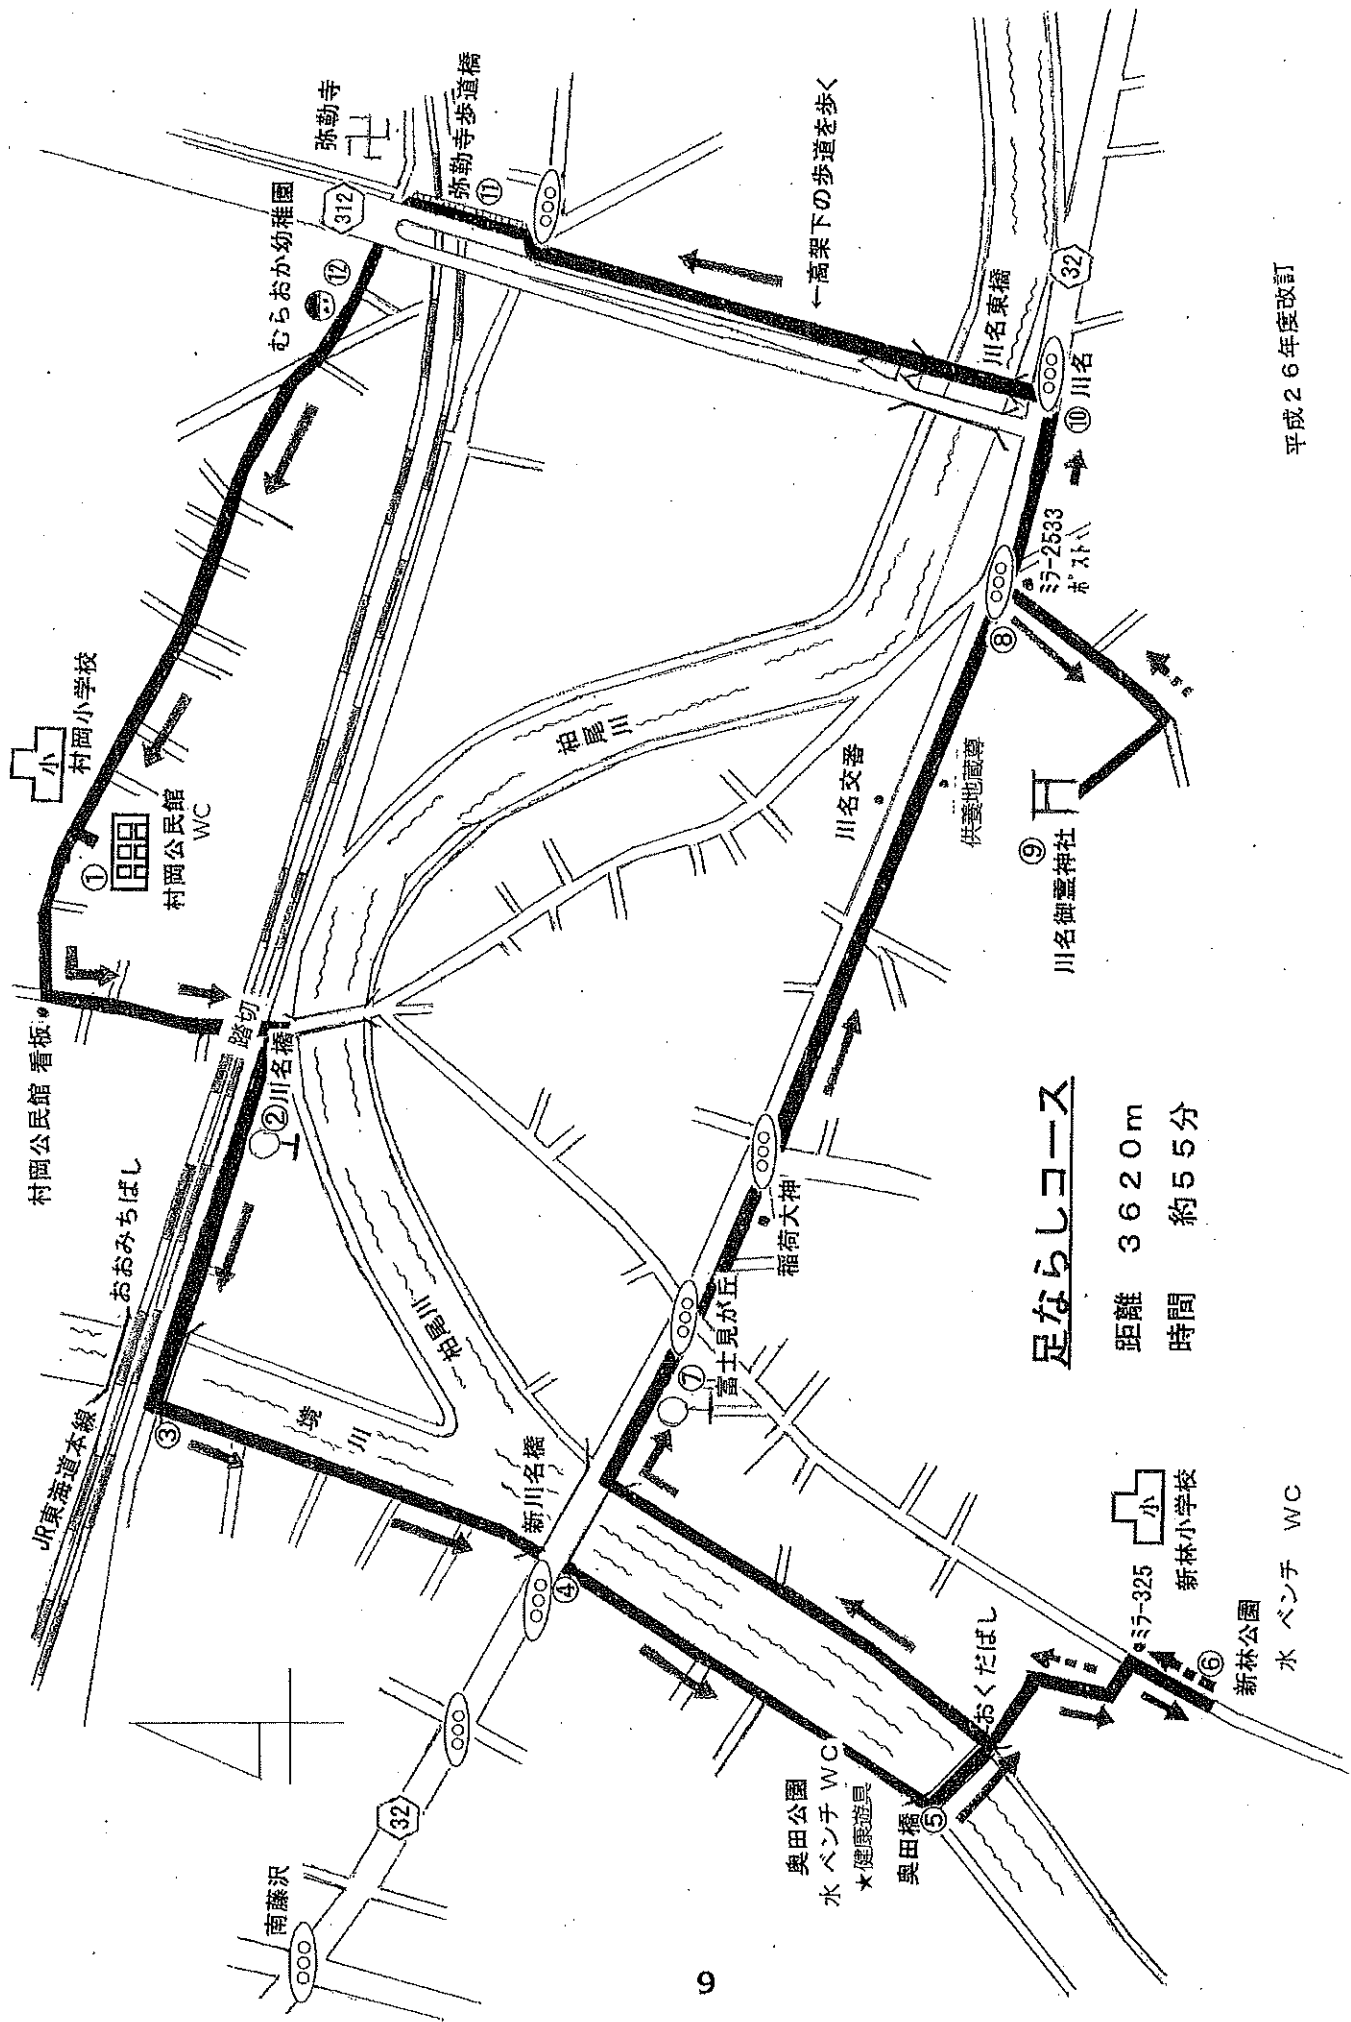 足ならしコース
距離 3620m
時間 約55分
JR東海道本線
おおみちばし
村岡公民館 看板
① 村岡公民館
WC
小 村岡小学校
踏切
②川名橋
③
境川
柏尾川
柏尾川
新川名橋
④
32
南藤沢
奥田公園
水 ベンチ WC
★健康遊具
奥田橋
⑤
おくだばし
ミラー325
小
新林小学校
⑥
新林公園
水 ベンチ WC
⑦
富士見が丘
稲荷大神
川名交番
供養地蔵尊
⑧
ミラー2533
ポスト
⑨
川名御霊神社
⑩ 川名
32
川名東橋
←高架下の歩道を歩く
⑪
弥勒寺歩道橋
弥勒寺
312
⑫
むらおか幼稚園
平成26年度改訂
9